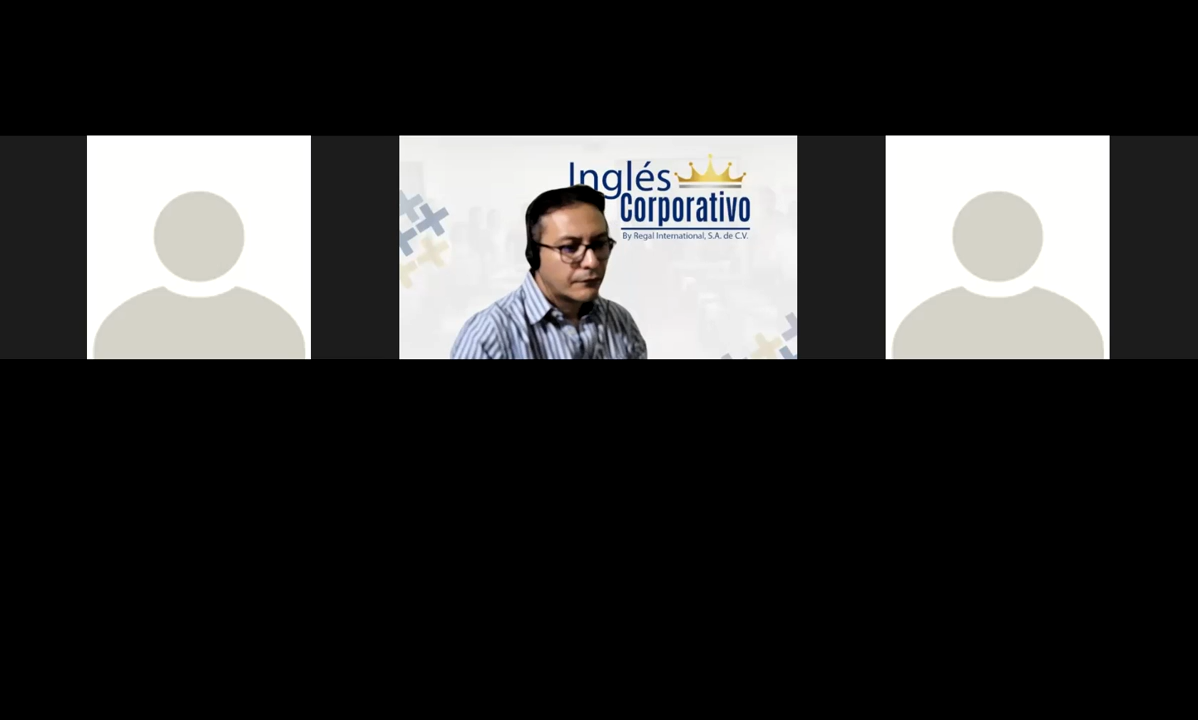 Inglés
Corporativo
By Regal International, S.A. de C.V.